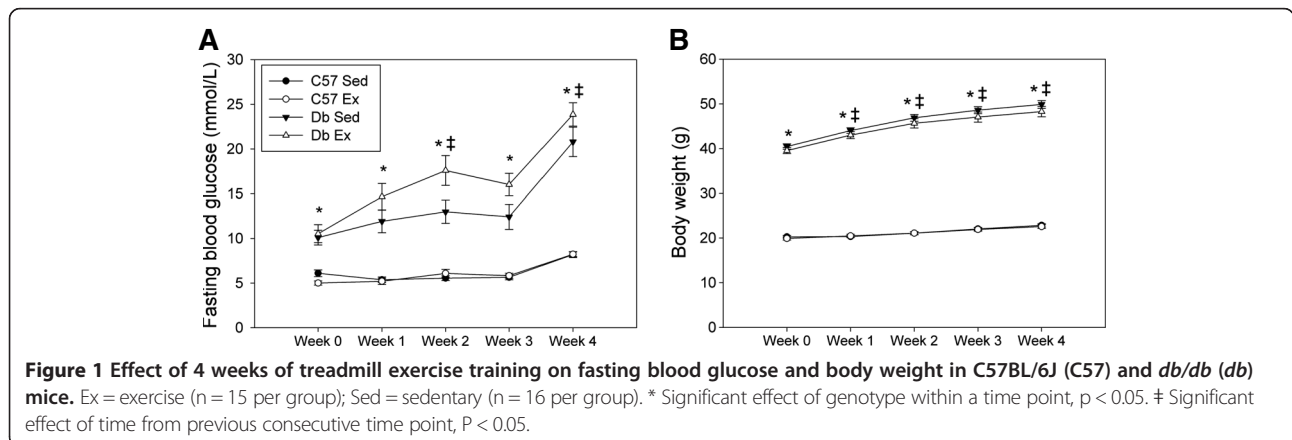 A
Fasting blood glucose (mmol/L)
30
25
20
15
10
5
0
C57 Sed
C57 Ex
Db Sed
Db Ex
*
*
* ‡
*
* ‡
Week 0 Week 1 Week 2 Week 3 Week 4
B
Body weight (g)
60
50
40
30
20
10
0
*
* ‡
* ‡
* ‡
* ‡
Week 0 Week 1 Week 2 Week 3 Week 4
Figure 1 Effect of 4 weeks of treadmill exercise training on fasting blood glucose and body weight in C57BL/6J (C57) and db/db (db)
mice. Ex = exercise (n = 15 per group); Sed = sedentary (n = 16 per group). * Significant effect of genotype within a time point, p < 0.05. ‡ Significant
effect of time from previous consecutive time point, P < 0.05.